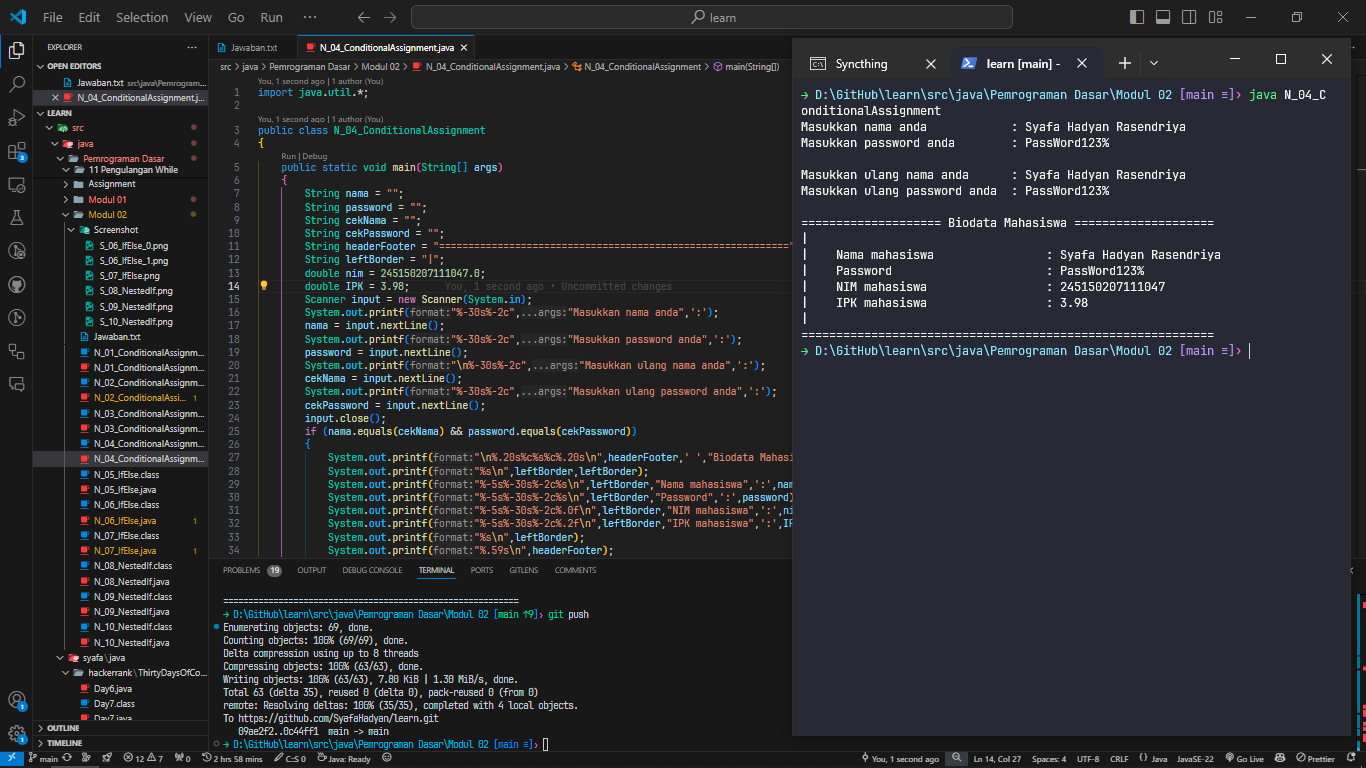 File Edit Selection View Go Run ··· learn
EXPLORER ···
OPEN EDITORS
Jawaban.txt src\java\Pemrogram...
N_04_ConditionalAssignment.j...
LEARN
src
java
Pemrograman Dasar
11 Pengulangan While
Assignment
Modul 01
Modul 02
Screenshot
S_06_IfElse_0.png
S_06_IfElse_1.png
S_07_IfElse.png
S_08_NestedIf.png
S_09_NestedIf.png
S_10_NestedIf.png
Jawaban.txt
N_01_ConditionalAssignm...
N_01_ConditionalAssignm...
N_02_ConditionalAssignm...
N_02_ConditionalAssi... 1
N_03_ConditionalAssignm...
N_03_ConditionalAssignm...
N_04_ConditionalAssignm...
N_04_ConditionalAssignm...
N_05_IfElse.class
N_05_IfElse.java
N_06_IfElse.class
N_06_IfElse.java 1
N_07_IfElse.class
N_07_IfElse.java 1
N_08_NestedIf.class
N_08_NestedIf.java
N_09_NestedIf.class
N_09_NestedIf.java
N_10_NestedIf.class
N_10_NestedIf.java
syafa\java
hackerrank\ThirtyDaysOfCo...
Day6.java
Day7.class
Day7.java
OUTLINE
TIMELINE
Jawaban.txt N_04_ConditionalAssignment.java
src > java > Pemrograman Dasar > Modul 02 > N_04_ConditionalAssignment.java > N_04_ConditionalAssignment > main(String[])
You, 1 second ago | 1 author (You)
1 import java.util.*;
2
You, 1 second ago | 1 author (You)
3 public class N_04_ConditionalAssignment
4 {
Run | Debug
5 public static void main(String[] args)
6 {
7 String nama = "";
8 String password = "";
9 String cekNama = "";
10 String cekPassword = "";
11 String headerFooter = "============================================================"
12 String leftBorder = "|";
13 double nim = 245150207111047.0;
14 double IPK = 3.98; You, 1 second ago • Uncommitted changes
15 Scanner input = new Scanner(System.in);
16 System.out.printf(format:"%-30s%-2c",...args:"Masukkan nama anda",':');
17 nama = input.nextLine();
18 System.out.printf(format:"%-30s%-2c",...args:"Masukkan password anda",':');
19 password = input.nextLine();
20 System.out.printf(format:"\n%-30s%-2c",...args:"Masukkan ulang nama anda",':');
21 cekNama = input.nextLine();
22 System.out.printf(format:"%-30s%-2c",...args:"Masukkan ulang password anda",':');
23 cekPassword = input.nextLine();
24 input.close();
25 if (nama.equals(cekNama) && password.equals(cekPassword))
26 {
27 System.out.printf(format:"\n%.20s%c%s%c%.20s\n",headerFooter,' ',"Biodata Mahasi
28 System.out.printf(format:"%s\n",leftBorder,leftBorder);
29 System.out.printf(format:"%-5s%-30s%-2c%s\n",leftBorder,"Nama mahasiswa",':',nam
30 System.out.printf(format:"%-5s%-30s%-2c%s\n",leftBorder,"Password",':',password)
31 System.out.printf(format:"%-5s%-30s%-2c%.0f\n",leftBorder,"NIM mahasiswa",':',ni
32 System.out.printf(format:"%-5s%-30s%-2c%.2f\n",leftBorder,"IPK mahasiswa",':',IP
33 System.out.printf(format:"%s\n",leftBorder);
34 System.out.printf(format:"%.59s\n",headerFooter);
PROBLEMS 19 OUTPUT DEBUG CONSOLE TERMINAL PORTS GITLENS COMMENTS
===========================================================
→ D:\GitHub\learn\src\java\Pemrograman Dasar\Modul 02 [main ↑9]› git push
Enumerating objects: 69, done.
Counting objects: 100% (69/69), done.
Delta compression using up to 8 threads
Compressing objects: 100% (63/63), done.
Writing objects: 100% (63/63), 7.80 KiB | 1.30 MiB/s, done.
Total 63 (delta 35), reused 0 (delta 0), pack-reused 0 (from 0)
remote: Resolving deltas: 100% (35/35), completed with 4 local objects.
To https://github.com/SyafaHadyan/learn.git
09ae2f2..0c44ff1 main -> main
→ D:\GitHub\learn\src\java\Pemrograman Dasar\Modul 02 [main ≡]›
Syncthing learn [main] -
→ D:\GitHub\learn\src\java\Pemrograman Dasar\Modul 02 [main ≡]› java N_04_C
onditionalAssignment
Masukkan nama anda : Syafa Hadyan Rasendriya
Masukkan password anda : PassWord123%
Masukkan ulang nama anda : Syafa Hadyan Rasendriya
Masukkan ulang password anda : PassWord123%
==================== Biodata Mahasiswa ====================
|
| Nama mahasiswa : Syafa Hadyan Rasendriya
| Password : PassWord123%
| NIM mahasiswa : 245150207111047
| IPK mahasiswa : 3.98
|
===========================================================
→ D:\GitHub\learn\src\java\Pemrograman Dasar\Modul 02 [main ≡]›
main 12 7 0 2 hrs 58 mins C:S 0 Java: Ready You, 1 second ago Ln 14, Col 27 Spaces: 4 UTF-8 CRLF Java JavaSE-22 Go Live Prettier